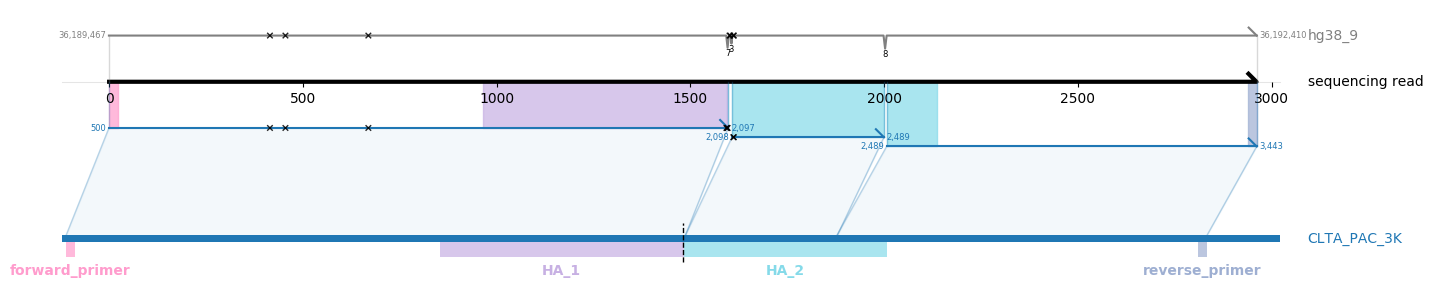 36,189,467
36,192,410
hg38_9
7
3
8
sequencing read
0
500
1000
1500
2000
2500
3000
500
2,097
2,098
2,489
2,489
3,443
CLTA_PAC_3K
forward_primer
HA_1
HA_2
reverse_primer